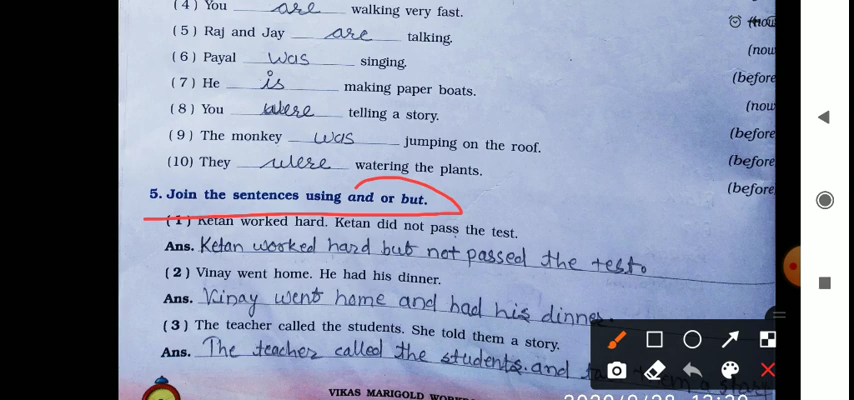 (4) You are walking very fast.
(5) Raj and Jay are talking. (now
(6) Payal was singing. (before
(7) He is making paper boats. (now
(8) You were telling a story. (before
(9) The monkey was jumping on the roof. (before
(10) They were watering the plants. (before
5. Join the sentences using and or but.
(1) Ketan worked hard. Ketan did not pass the test.
Ans. Ketan worked hard but not passed the test.
(2) Vinay went home. He had his dinner.
Ans. Vinay went home and had his dinner.
(3) The teacher called the students. She told them a story.
Ans. The teacher called the students. and a story
VIKAS MARIGOLD